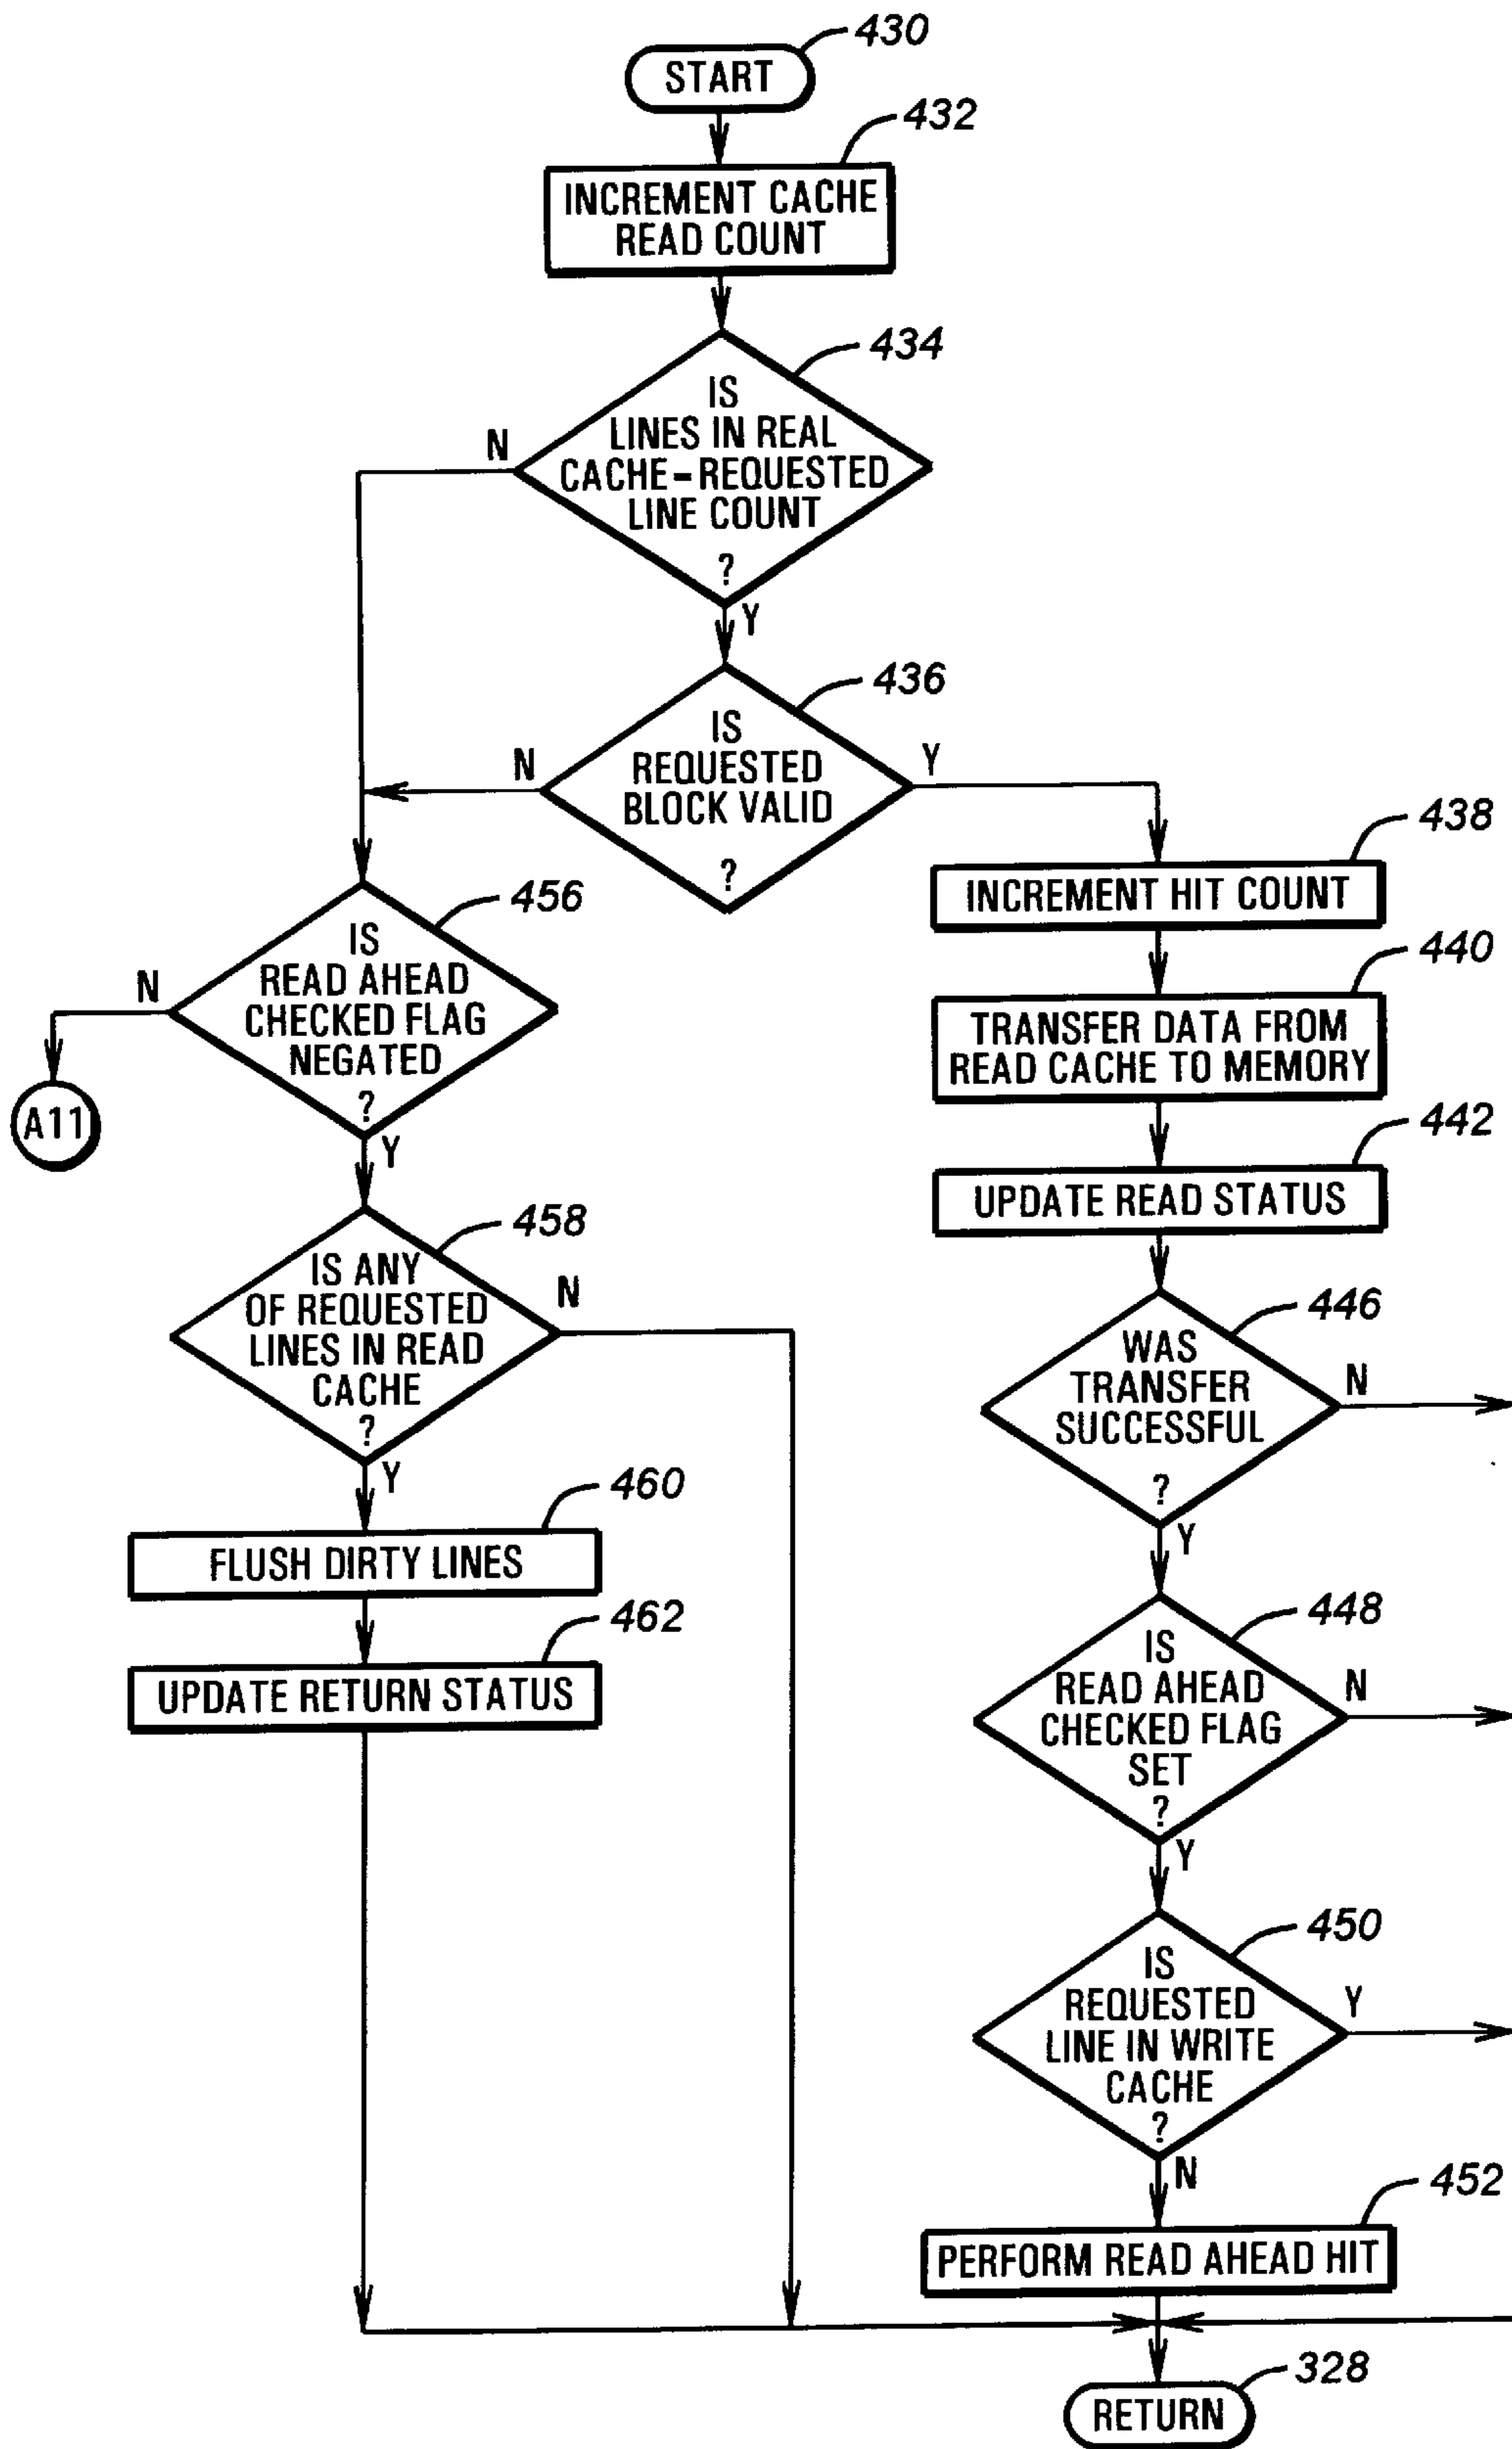 430
START
432
INCREMENT CACHE
READ COUNT
434
IS
LINES IN REAL
CACHE-REQUESTED
LINE COUNT
?
N
Y
436
IS
REQUESTED
BLOCK VALID
?
N
Y
438
INCREMENT HIT COUNT
440
TRANSFER DATA FROM
READ CACHE TO MEMORY
442
UPDATE READ STATUS
446
WAS
TRANSFER
SUCCESSFUL
?
N
Y
448
IS
READ AHEAD
CHECKED FLAG
SET
?
N
Y
450
IS
REQUESTED
LINE IN WRITE
CACHE
?
Y
N
452
PERFORM READ AHEAD HIT
456
IS
READ AHEAD
CHECKED FLAG
NEGATED
?
N
A11
Y
458
IS ANY
OF REQUESTED
LINES IN READ
CACHE
?
N
Y
460
FLUSH DIRTY LINES
462
UPDATE RETURN STATUS
328
RETURN